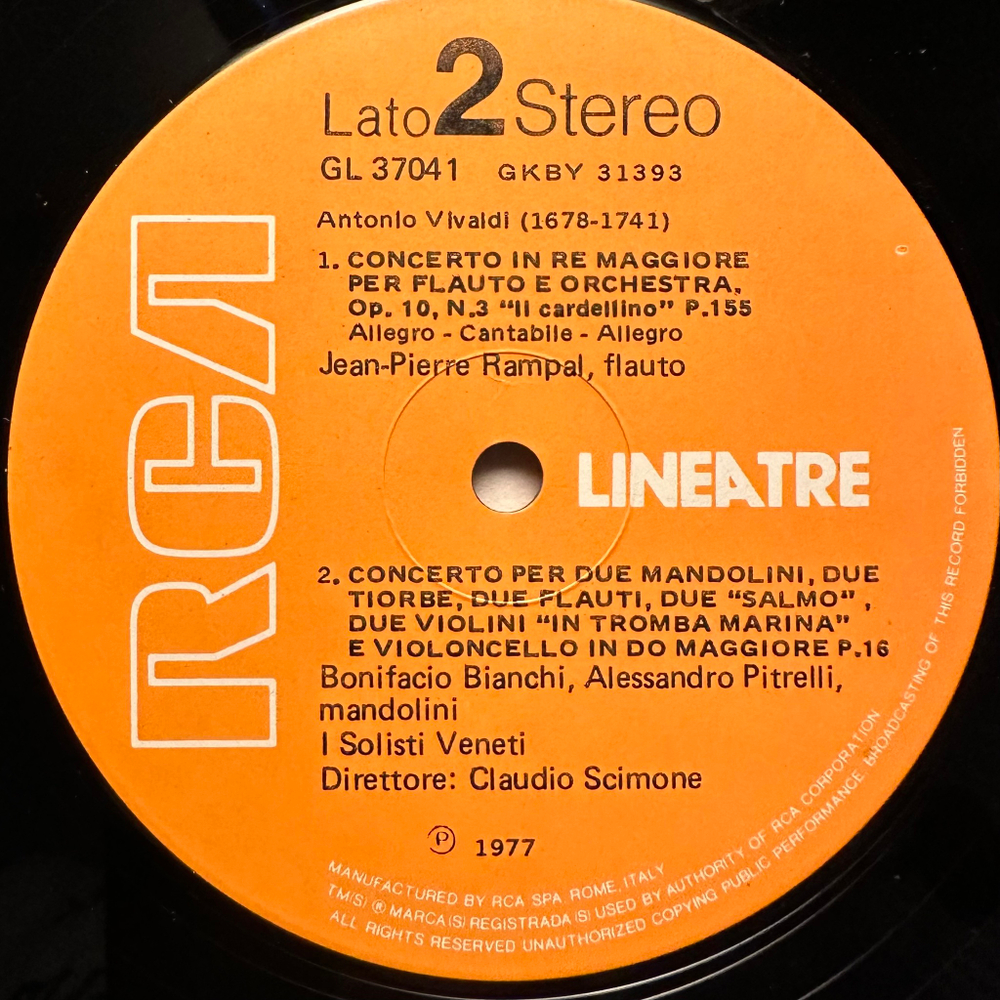 Lato 2 Stereo
GL 37041 GKBY 31393
Antonio Vivaldi (1678-1741)
1. CONCERTO IN RE MAGGIORE
PER FLAUTO E ORCHESTRA,
Op. 10, N.3 “Il cardellino” P.155
Allegro - Cantabile - Allegro
Jean-Pierre Rampal, flauto
RCA
LINEATRE
2. CONCERTO PER DUE MANDOLINI, DUE
TIORBE, DUE FLAUTI, DUE “SALMO”,
DUE VIOLINI “IN TROMBA MARINA”
E VIOLONCELLO IN DO MAGGIORE P.16
Bonifacio Bianchi, Alessandro Pitrelli,
mandolini
I Solisti Veneti
Direttore: Claudio Scimone
℗ 1977
MANUFACTURED BY RCA SPA, ROME, ITALY
TM(S) ® MARCA(S) REGISTRADA(S) USED BY AUTHORITY OF RCA CORPORATION
ALL RIGHTS RESERVED UNAUTHORIZED COPYING PUBLIC PERFORMANCE BROADCASTING OF THIS RECORD FORBIDDEN